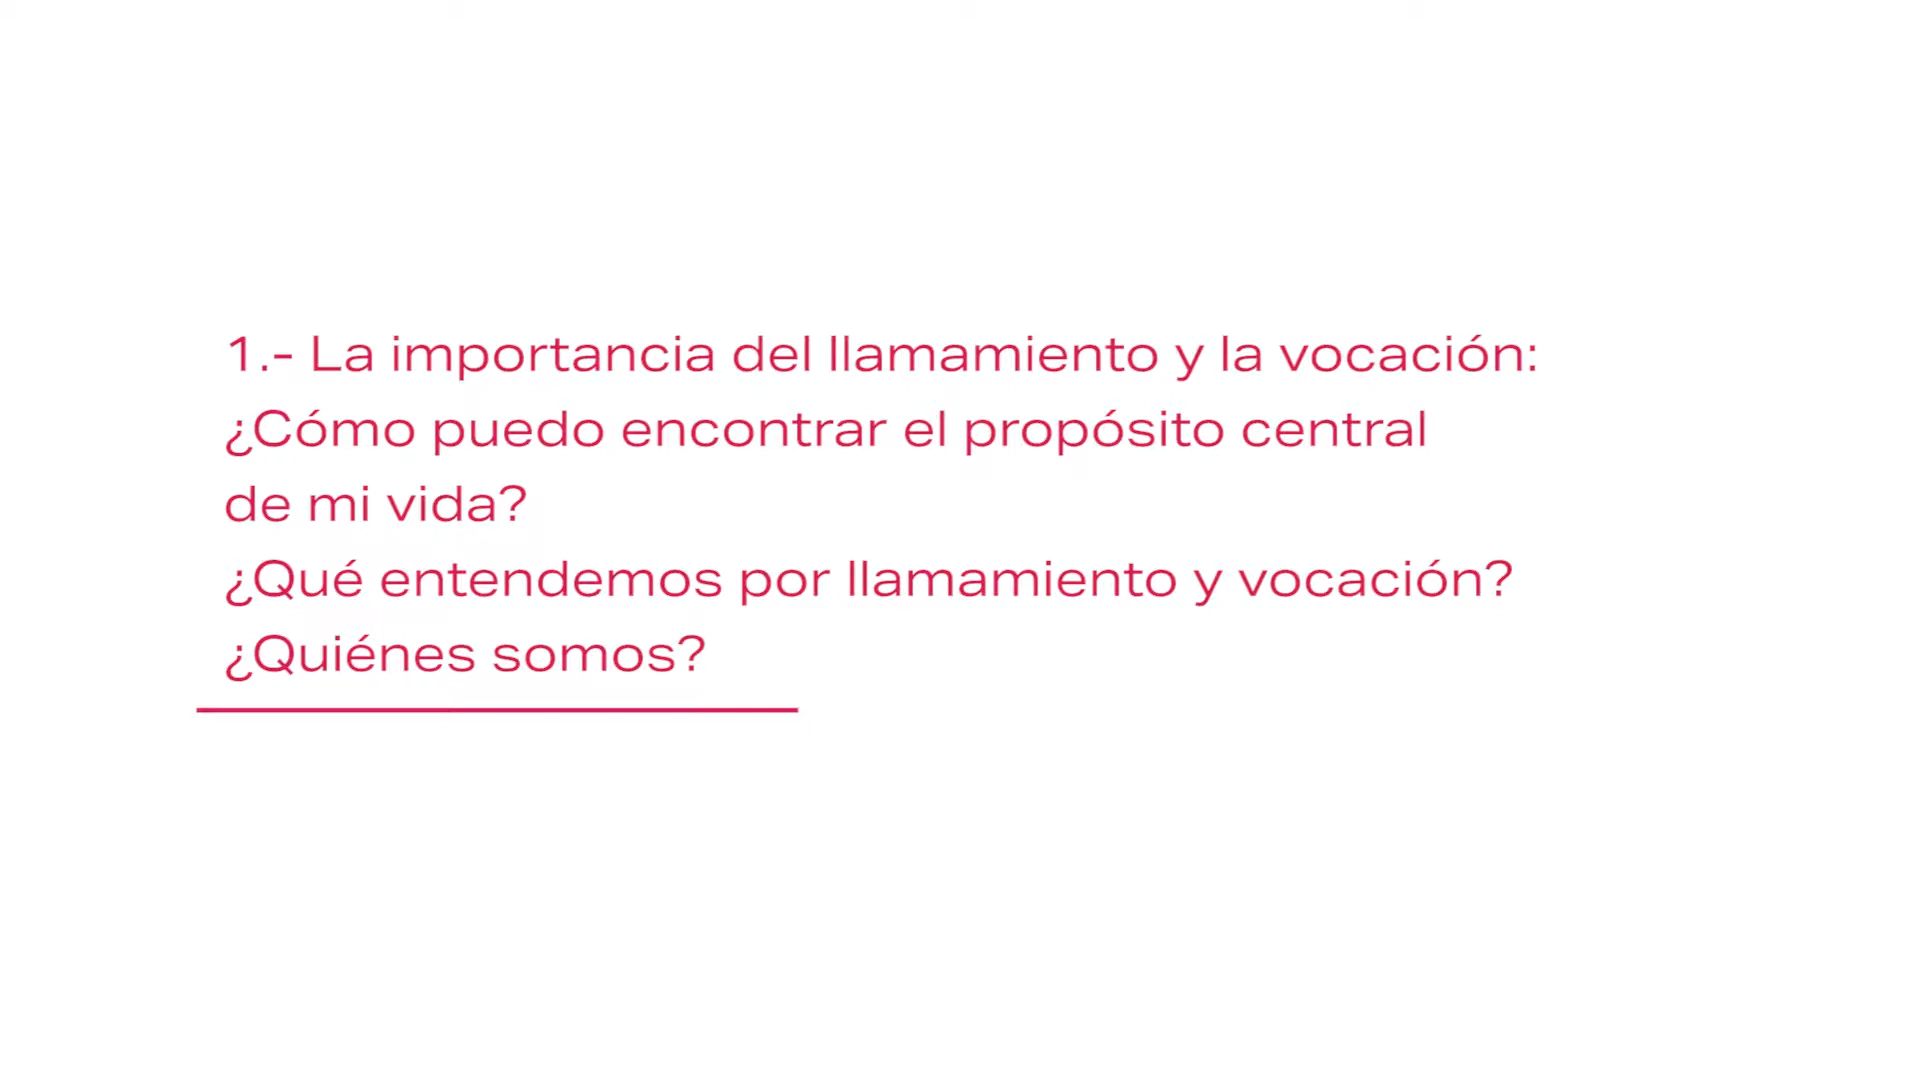 1.- La importancia del llamamiento y la vocación:
¿Cómo puedo encontrar el propósito central
de mi vida?
¿Qué entendemos por llamamiento y vocación?
¿Quiénes somos?